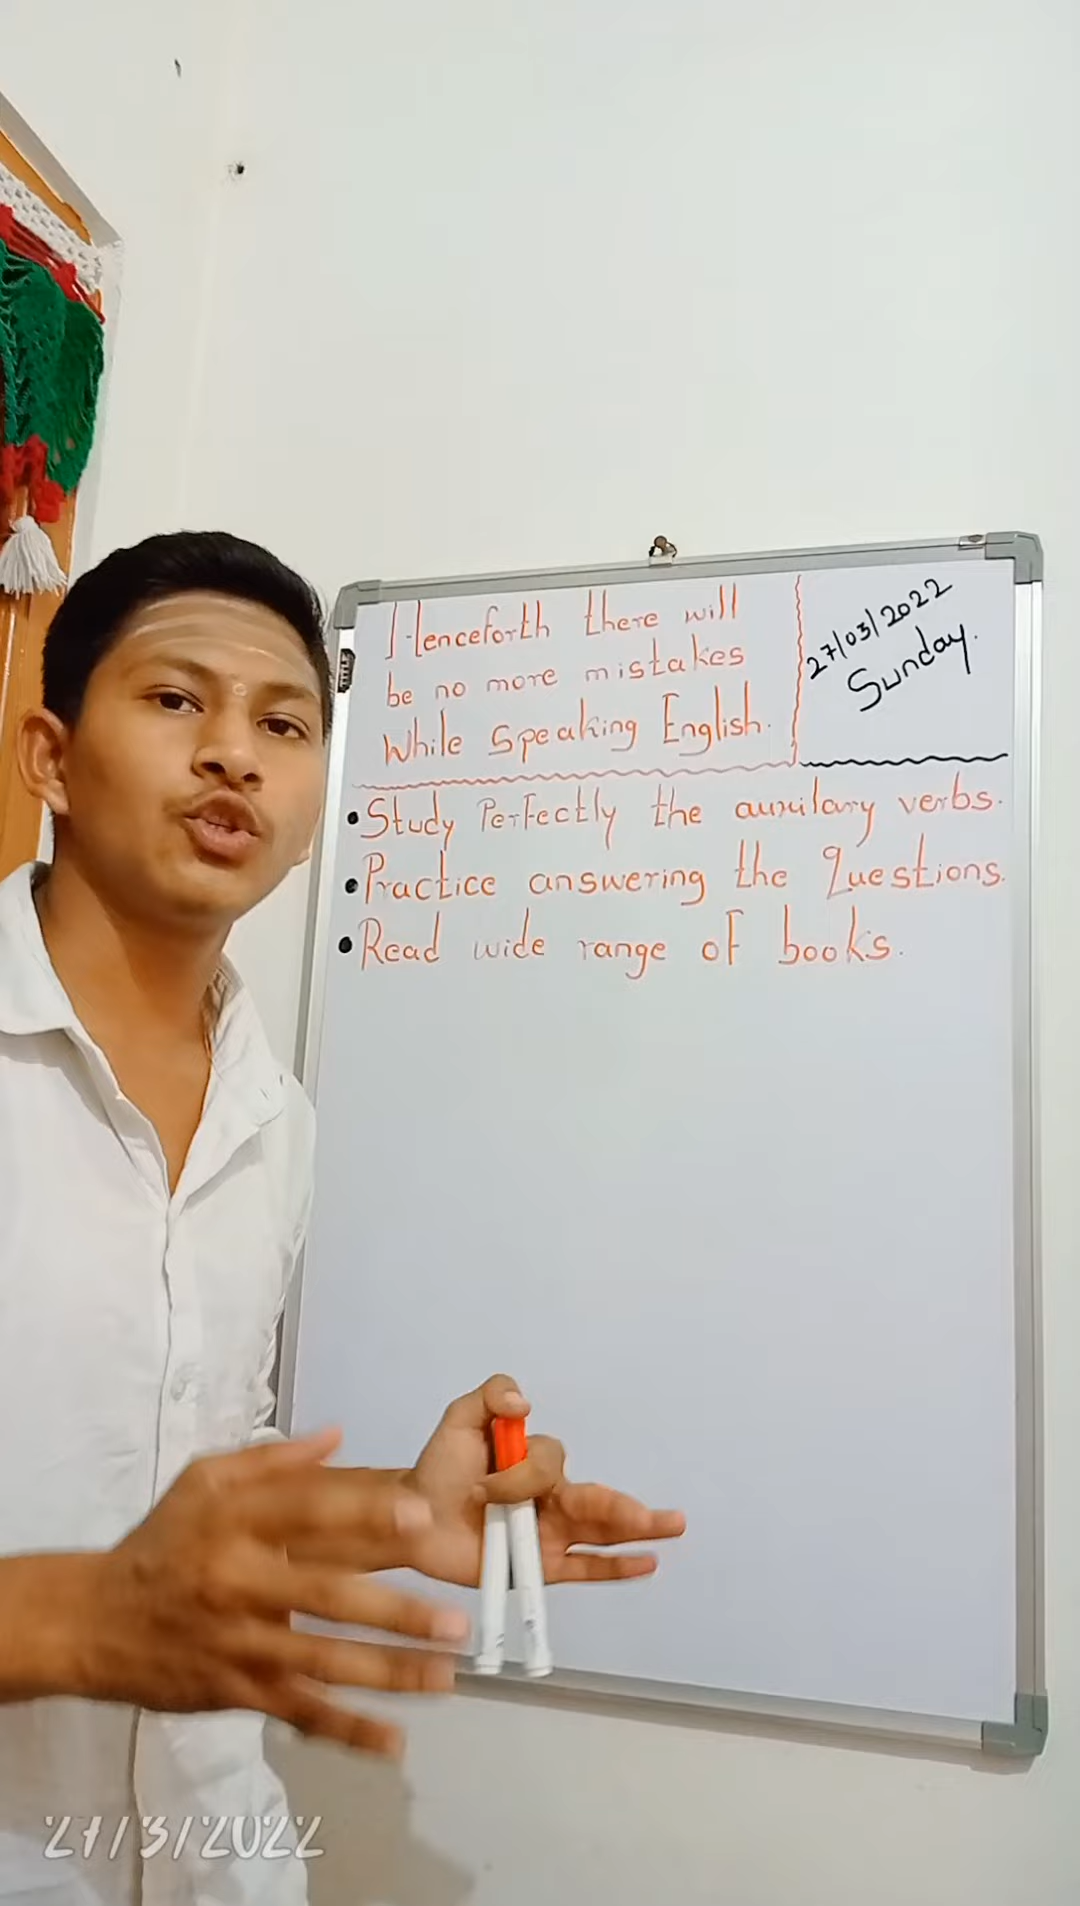 Henceforth there will
be no more mistakes
While Speaking English.
27/03/2022
Sunday.
• Study Perfectly the auxilary verbs.
• Practice answering the Questions.
• Read wide range of books.
27/3/2022